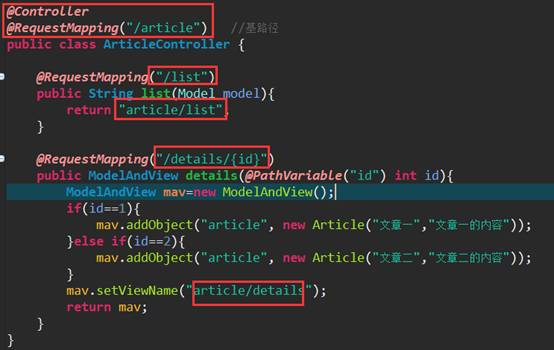 @Controller
@RequestMapping("/article")    //基路径
public class ArticleController {
    @RequestMapping("/list")
    public String list(Model model){
        return "article/list";
    }
    @RequestMapping("/details/{id}")
    public ModelAndView details(@PathVariable("id") int id){
        ModelAndView mav=new ModelAndView();
        if(id==1){
            mav.addObject("article", new Article("文章一","文章一的内容"));
        }else if(id==2){
            mav.addObject("article", new Article("文章二","文章二的内容"));
        }
        mav.setViewName("article/details");
        return mav;
    }
}